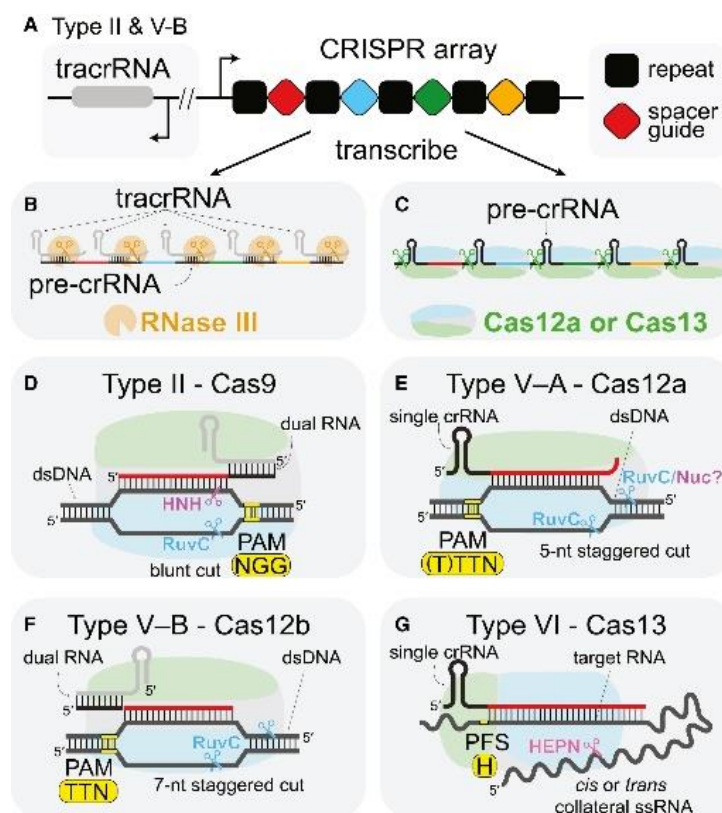 A Type II & V-B
tracrRNA
CRISPR array
repeat
spacer
guide
transcribe
B
tracrRNA
pre-crRNA
RNase III
C
pre-crRNA
Cas12a or Cas13
D Type II - Cas9
dual RNA
5′
5′
dsDNA
HNH
5′
5′
RuvC
PAM
blunt cut
NGG
E Type V–A - Cas12a
single crRNA
dsDNA
5′
RuvC/Nuc?
5′
RuvC
5′
PAM
(T)TTN
5-nt staggered cut
F Type V–B - Cas12b
dual RNA
dsDNA
5′
5′
5′
RuvC
5′
PAM
TTN
7-nt staggered cut
G Type VI - Cas13
single crRNA
target RNA
5′
PFS
HEPN
H
5′
cis or trans
collateral ssRNA